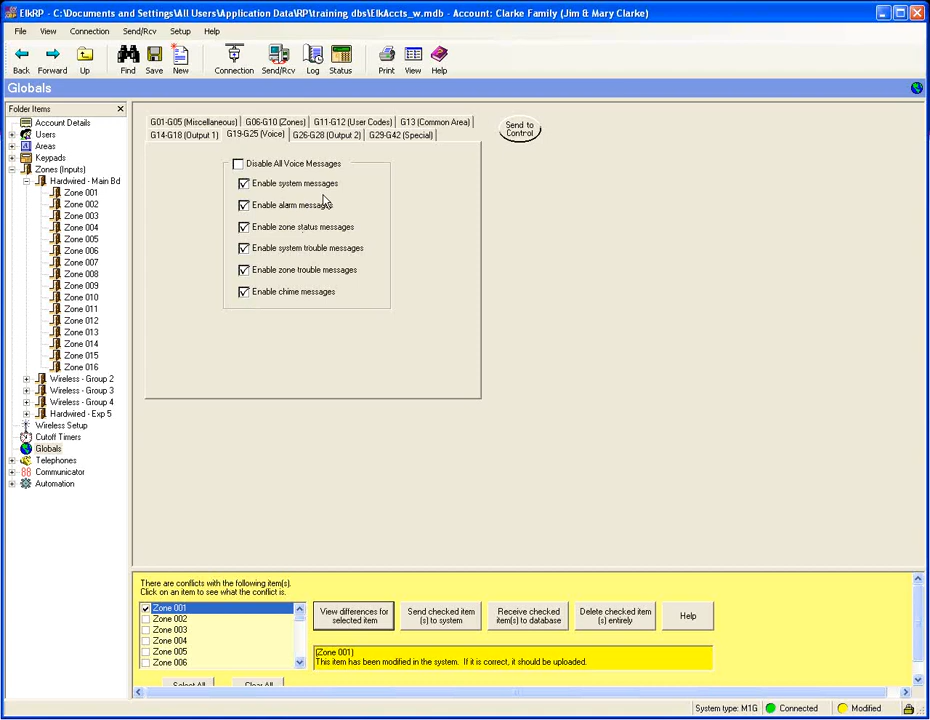 ElkRP - C:\Documents and Settings\All Users\Application Data\RP\training dbs\ElkAccts_w.mdb - Account: Clarke Family (Jim & Mary Clarke)
File View Connection Send/Rcv Setup Help
Back Forward Up Find Save New Connection Send/Rcv Log Status Print View Help
Globals
Folder Items
Account Details
Users
Areas
Keypads
Zones (Inputs)
Hardwired - Main Bd
Zone 001
Zone 002
Zone 003
Zone 004
Zone 005
Zone 006
Zone 007
Zone 008
Zone 009
Zone 010
Zone 011
Zone 012
Zone 013
Zone 014
Zone 015
Zone 016
Wireless - Group 2
Wireless - Group 3
Wireless - Group 4
Hardwired - Exp 5
Wireless Setup
Cutoff Timers
Globals
Telephones
Communicator
Automation
G01-G05 (Miscellaneous) G06-G10 (Zones) G11-G12 (User Codes) G13 (Common Area)
G14-G18 (Output 1) G19-G25 (Voice) G26-G28 (Output 2) G29-G42 (Special)
Send to
Control
Disable All Voice Messages
Enable system messages
Enable alarm messages
Enable zone status messages
Enable system trouble messages
Enable zone trouble messages
Enable chime messages
There are conflicts with the following item(s).
Click on an item to see what the conflict is.
Zone 001
Zone 002
Zone 003
Zone 004
Zone 005
Zone 006
Select All Clear All
View differences for
selected item
Send checked item
(s) to system
Receive checked
item(s) to database
Delete checked item
(s) entirely
Help
(Zone 001)
This item has been modified in the system. If it is correct, it should be uploaded.
System type: M1G Connected Modified